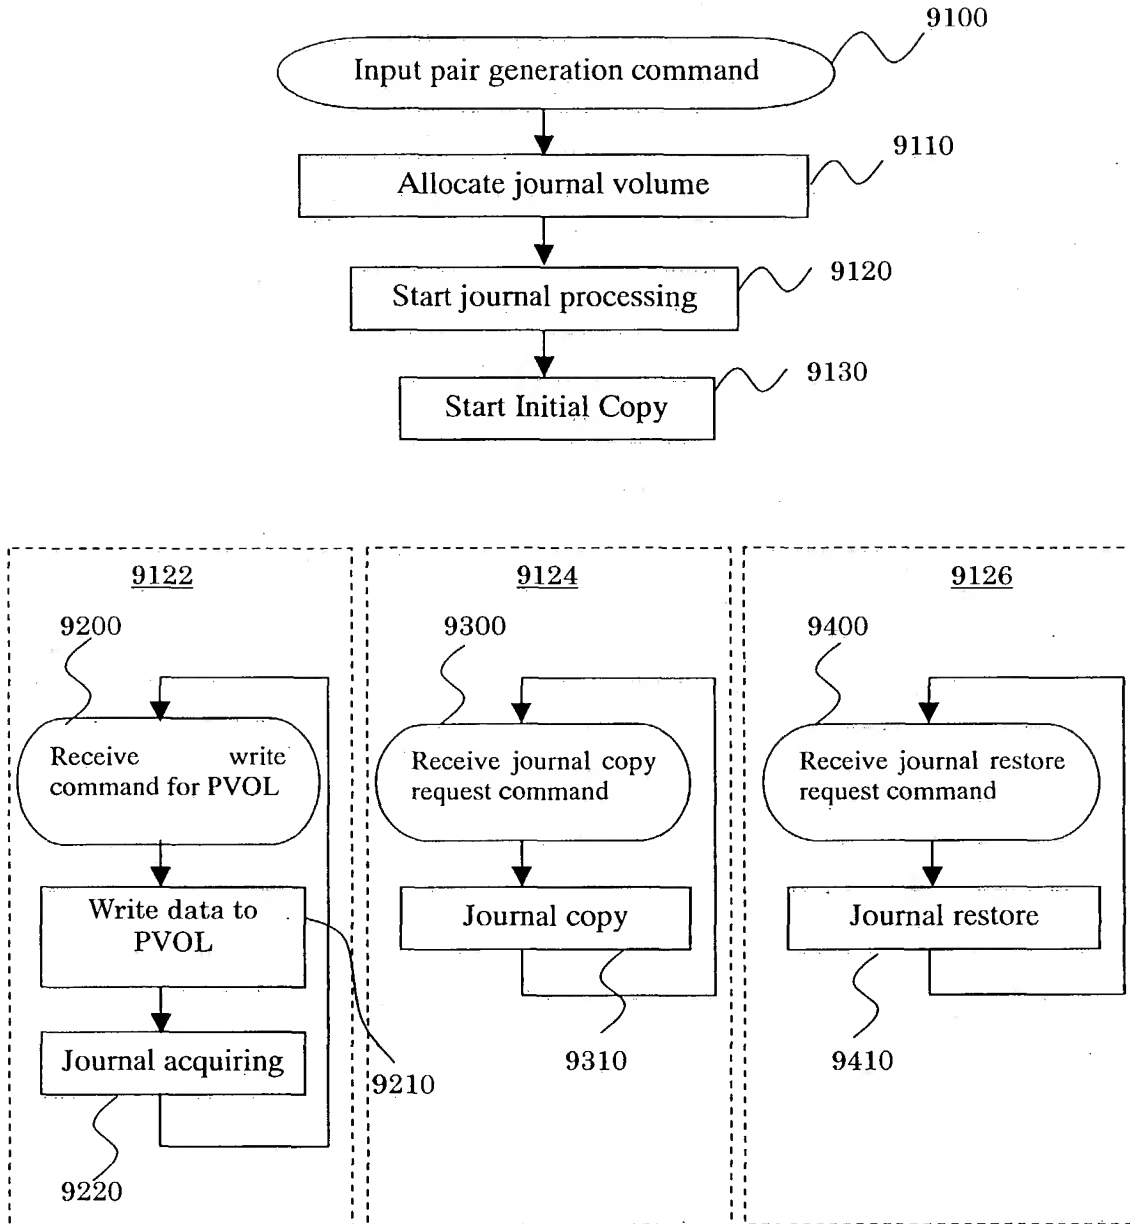 9100
Input pair generation command
9110
Allocate journal volume
9120
Start journal processing
9130
Start Initial Copy
9122
9200
Receive write
command for PVOL
Write data to
PVOL
9210
Journal acquiring
9220
9124
9300
Receive journal copy
request command
Journal copy
9310
9126
9400
Receive journal restore
request command
Journal restore
9410